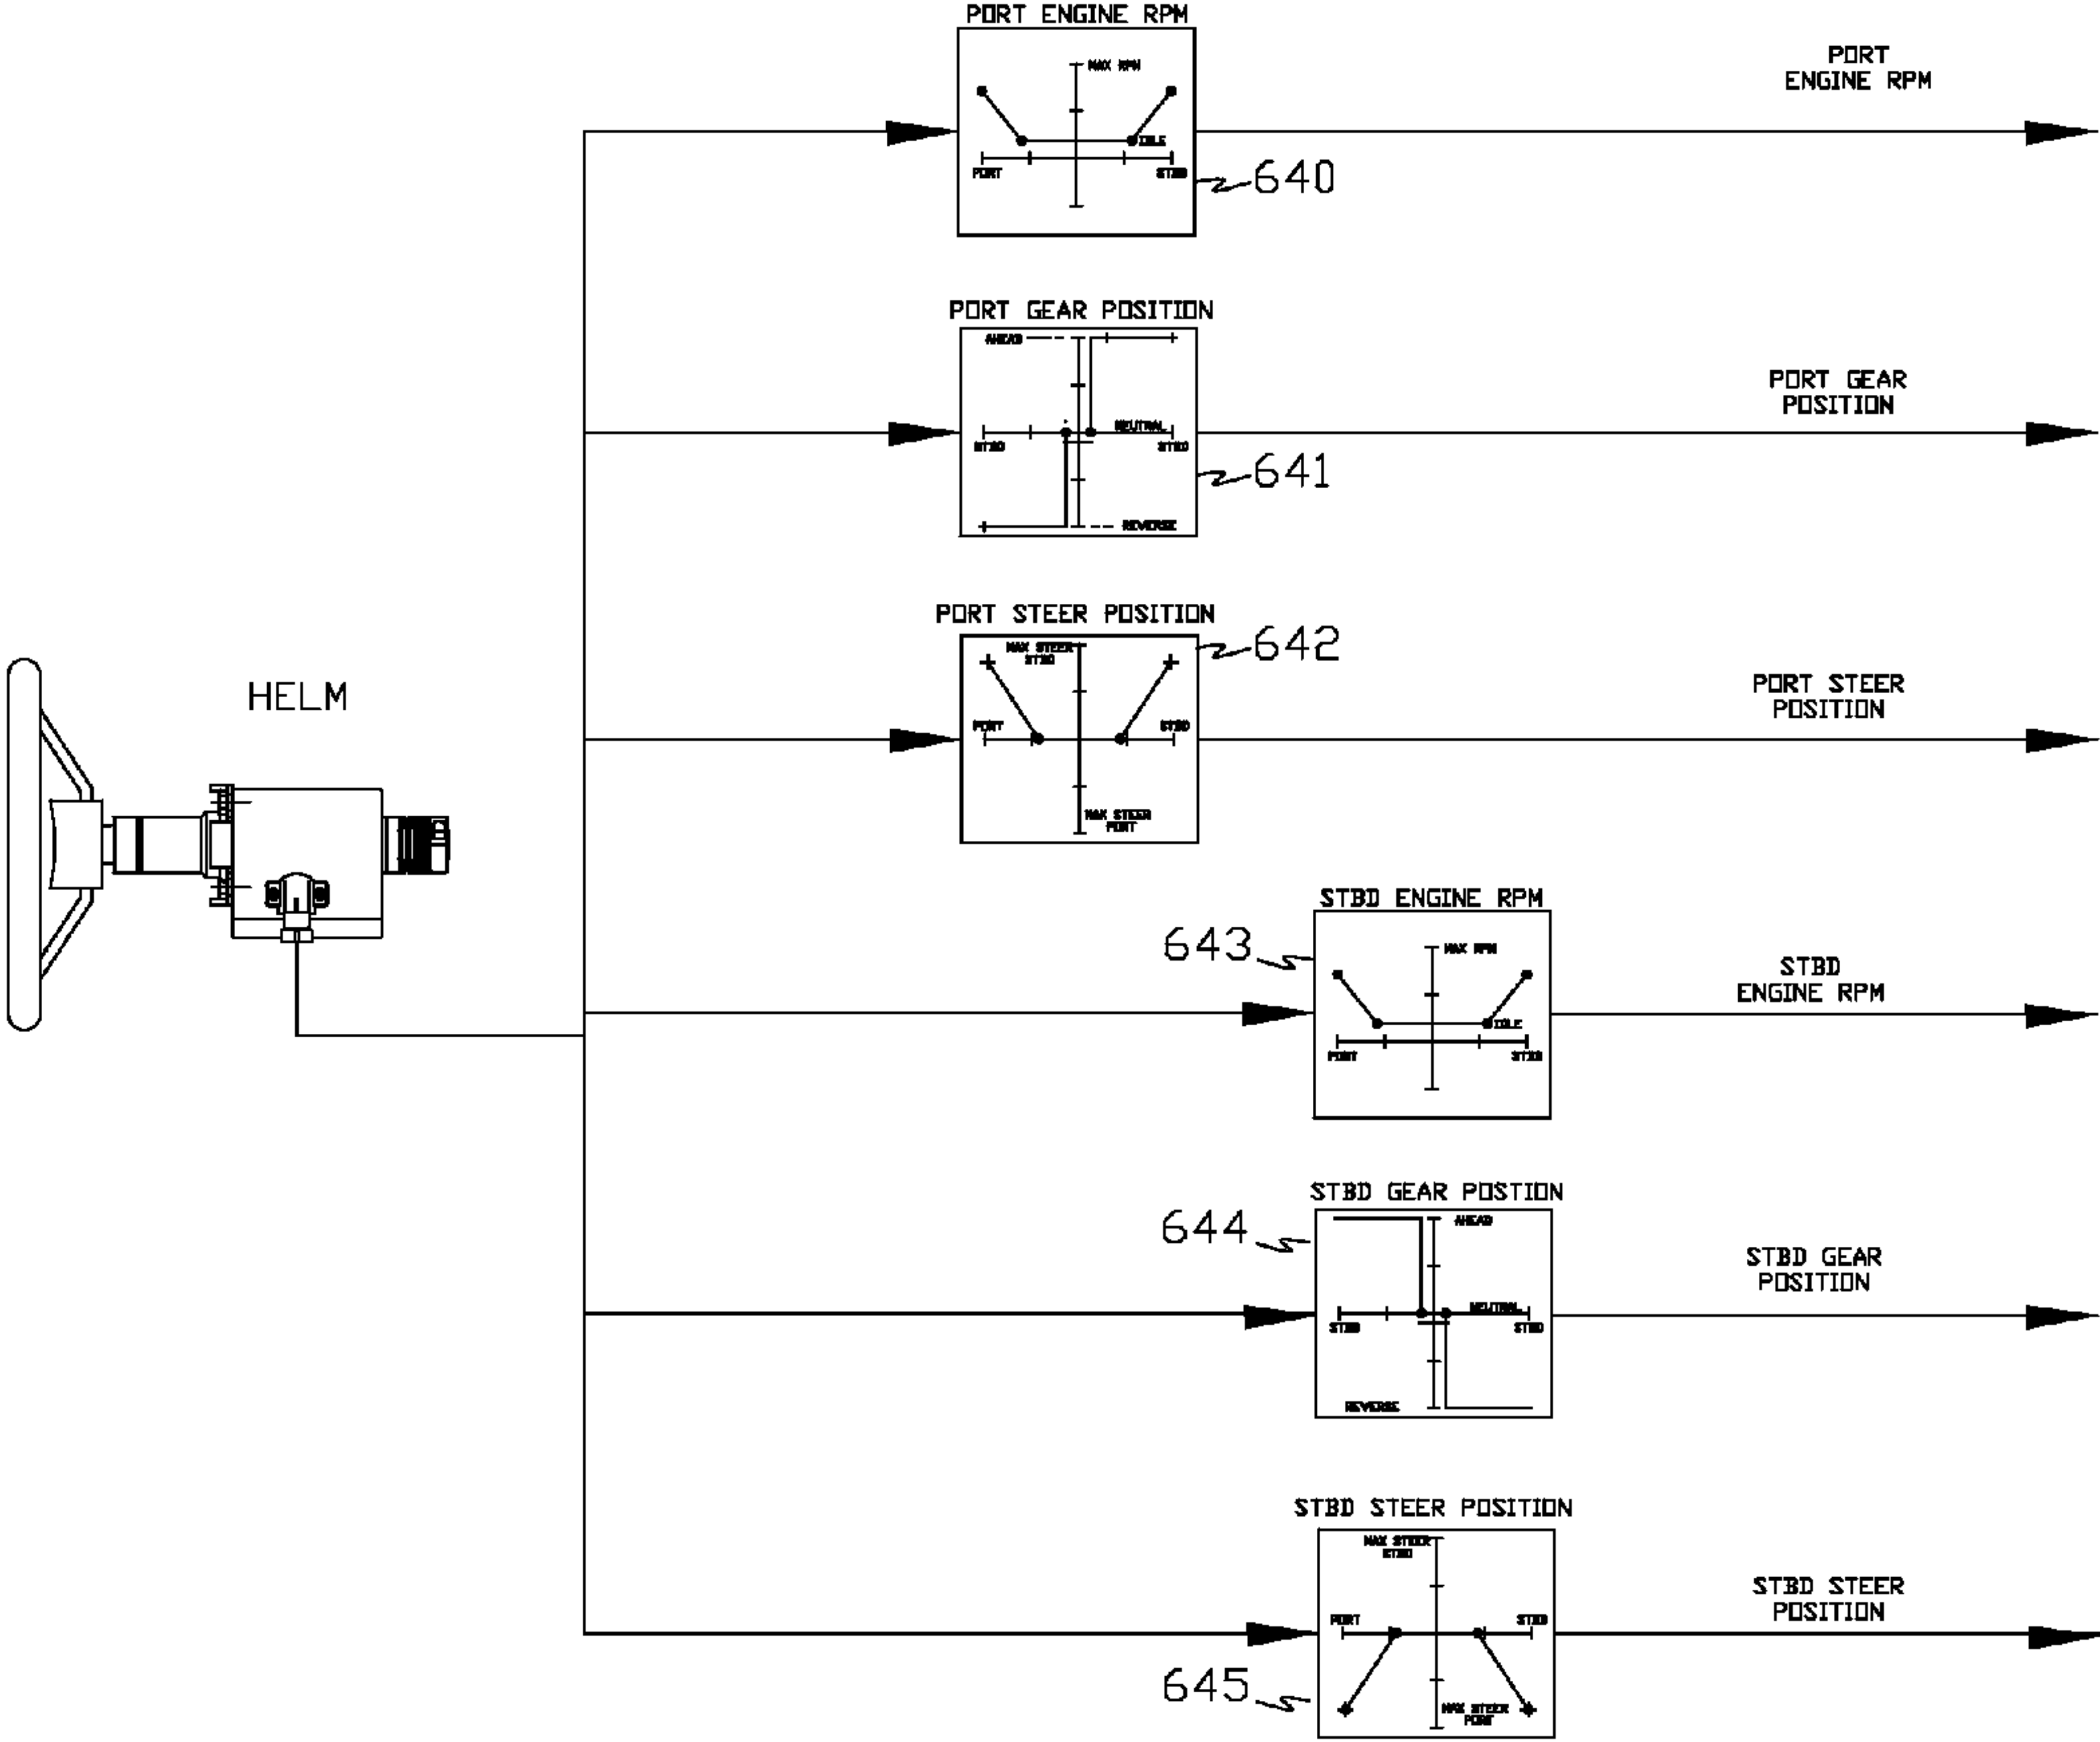 PORT ENGINE RPM
MAX RPM
IDLE
PORT
STBD
640
PORT
ENGINE RPM
PORT GEAR POSITION
AHEAD
NEUTRAL
STBD
STBD
REVERSE
641
PORT GEAR
POSITION
PORT STEER POSITION
MAX STEER
STBD
PORT
STBD
MAX STEER
PORT
642
PORT STEER
POSITION
HELM
STBD ENGINE RPM
643
MAX RPM
IDLE
PORT
STBD
STBD
ENGINE RPM
STBD GEAR POSTION
644
AHEAD
NEUTRAL
STBD
STBD
REVERSE
STBD GEAR
POSITION
STBD STEER POSITION
MAX STEER
STBD
PORT
STBD
MAX STEER
PORT
645
STBD STEER
POSITION